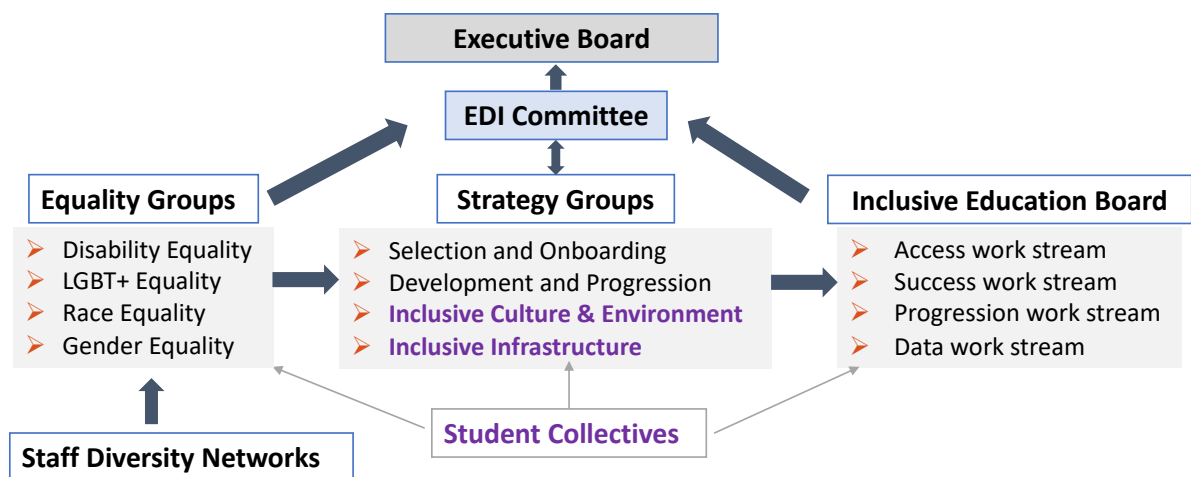 Executive Board
EDI Committee
Equality Groups
Disability Equality
LGBT+ Equality
Race Equality
Gender Equality
Strategy Groups
Selection and Onboarding
Development and Progression
Inclusive Culture & Environment
Inclusive Infrastructure
Inclusive Education Board
Access work stream
Success work stream
Progression work stream
Data work stream
Student Collectives
Staff Diversity Networks